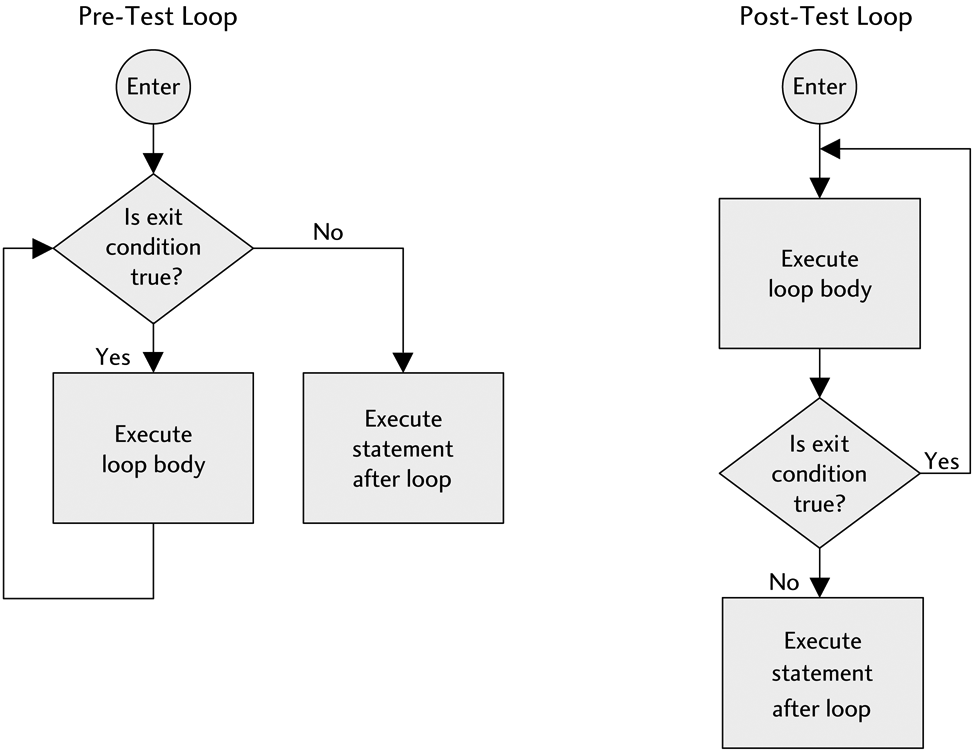 Pre-Test Loop
Enter
Is exit
condition
true?
No
Yes
Execute
loop body
Execute
statement
after loop
Post-Test Loop
Enter
Execute
loop body
Is exit
condition
true?
Yes
No
Execute
statement
after loop